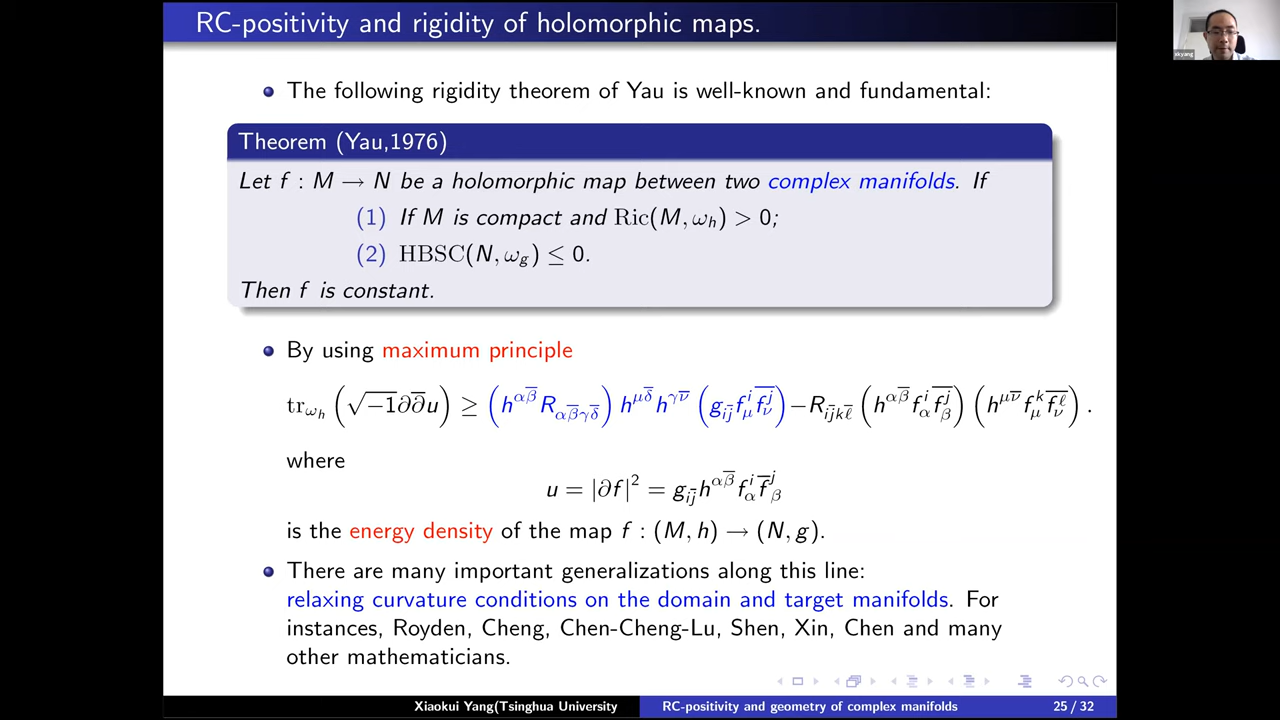 RC-positivity and rigidity of holomorphic maps.
xkyang
The following rigidity theorem of Yau is well-known and fundamental:
Theorem (Yau,1976)
Let f : M → N be a holomorphic map between two complex manifolds. If
(1) If M is compact and Ric(M, ω_h) > 0;
(2) HBSC(N, ω_g) ≤ 0.
Then f is constant.
By using maximum principle
tr_{ω_h} (√−1∂∂̅u) ≥ (h^{αβ̅} R_{αβ̅γδ̅}) h^{μδ̅} h^{γν̅} (g_{ij̅} f^i_μ \overline{f^j_ν}) − R_{ij̅kℓ̅} (h^{αβ̅} f^i_α \overline{f^j_β}) (h^{μν̅} f^k_μ \overline{f^ℓ_ν}) .
where
u = |∂f|² = g_{ij̅} h^{αβ̅} f^i_α \overline{f}^j_β
is the energy density of the map f : (M, h) → (N, g).
There are many important generalizations along this line:
relaxing curvature conditions on the domain and target manifolds. For
instances, Royden, Cheng, Chen-Cheng-Lu, Shen, Xin, Chen and many
other mathematicians.
Xiaokui Yang(Tsinghua University
RC-positivity and geometry of complex manifolds
25 / 32